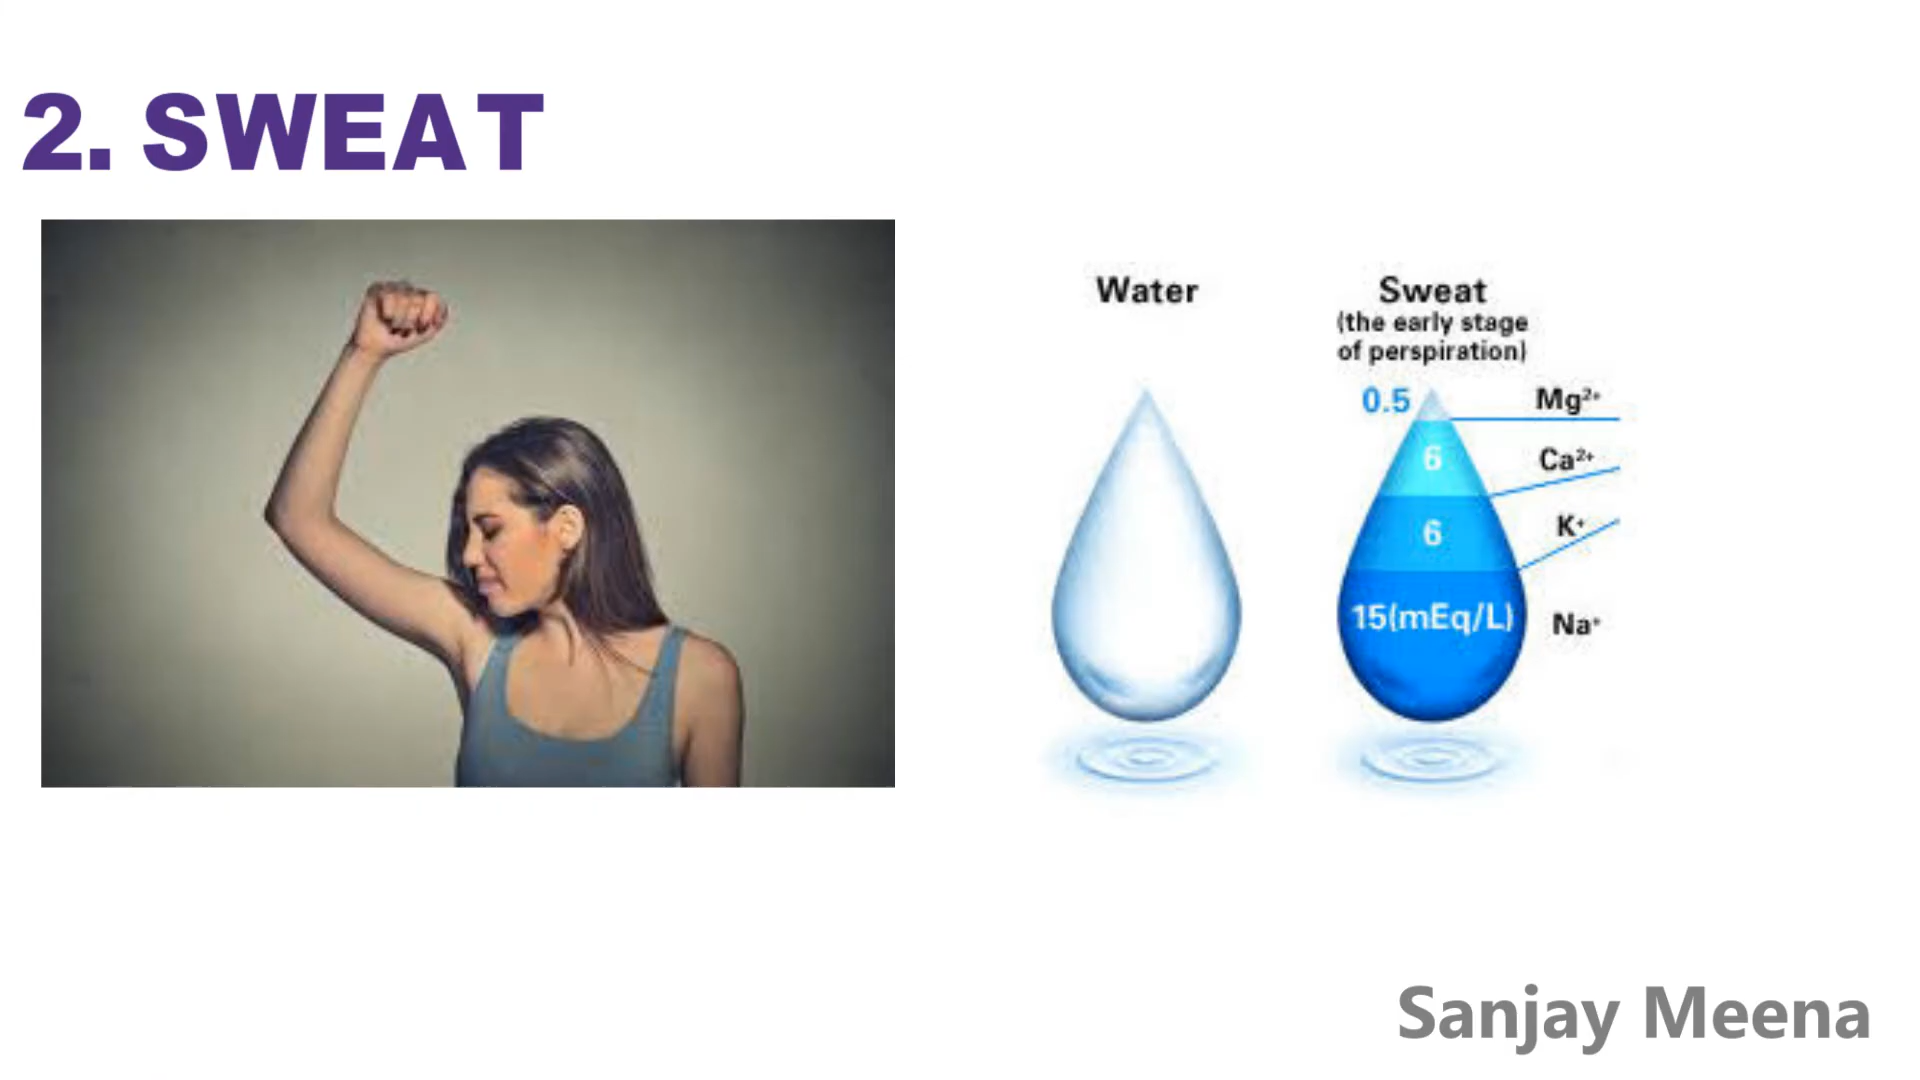 2. SWEAT
Water
Sweat
(the early stage
of perspiration)
0.5
Mg²⁺
6
Ca²⁺
6
K⁺
15(mEq/L)
Na⁺
Sanjay Meena